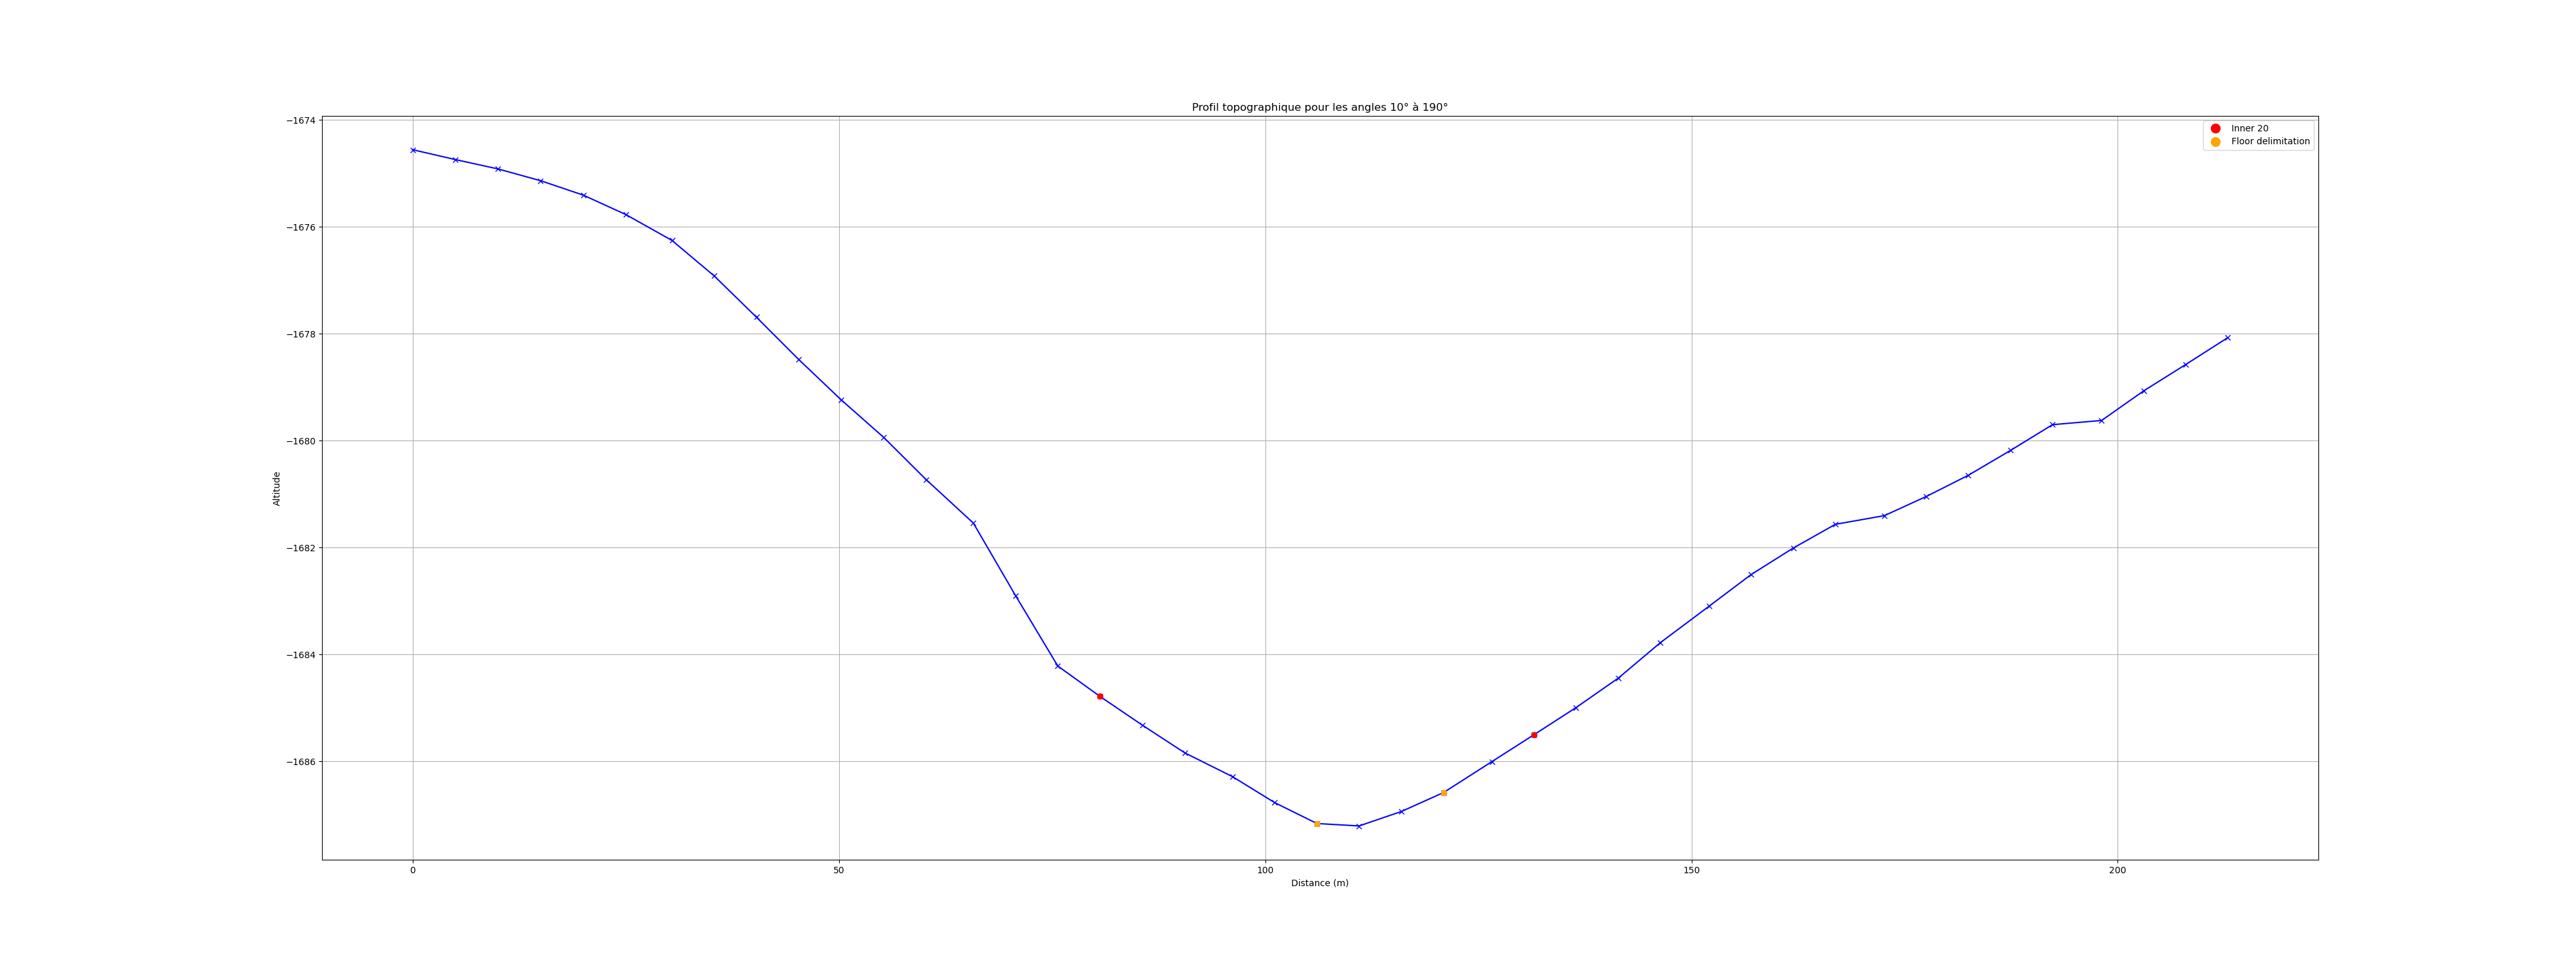 Profil topographique pour les angles 10° à 190°
Inner 20
Floor delimitation
−1674
−1676
−1678
−1680
−1682
−1684
−1686
Altitude
0 50 100 150 200
Distance (m)